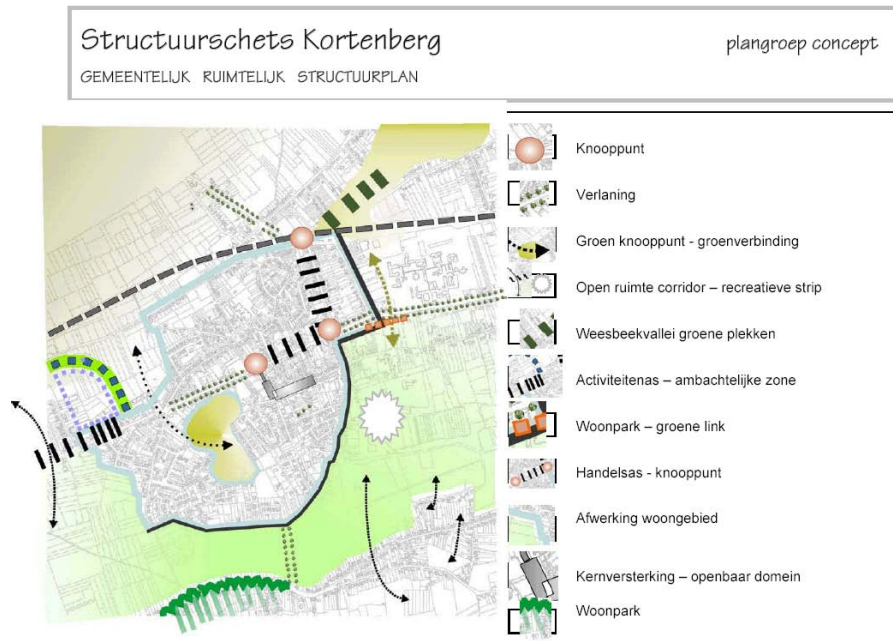 Structuurschets Kortenberg
plangroep concept
GEMEENTELIJK RUIMTELIJK STRUCTUURPLAN
Knooppunt
Verlaning
Groen knooppunt - groenverbinding
Open ruimte corridor – recreatieve strip
Weesbeekvallei groene plekken
Activiteitenas – ambachtelijke zone
Woonpark – groene link
Handelsas - knooppunt
Afwerking woongebied
Kernversterking – openbaar domein
Woonpark